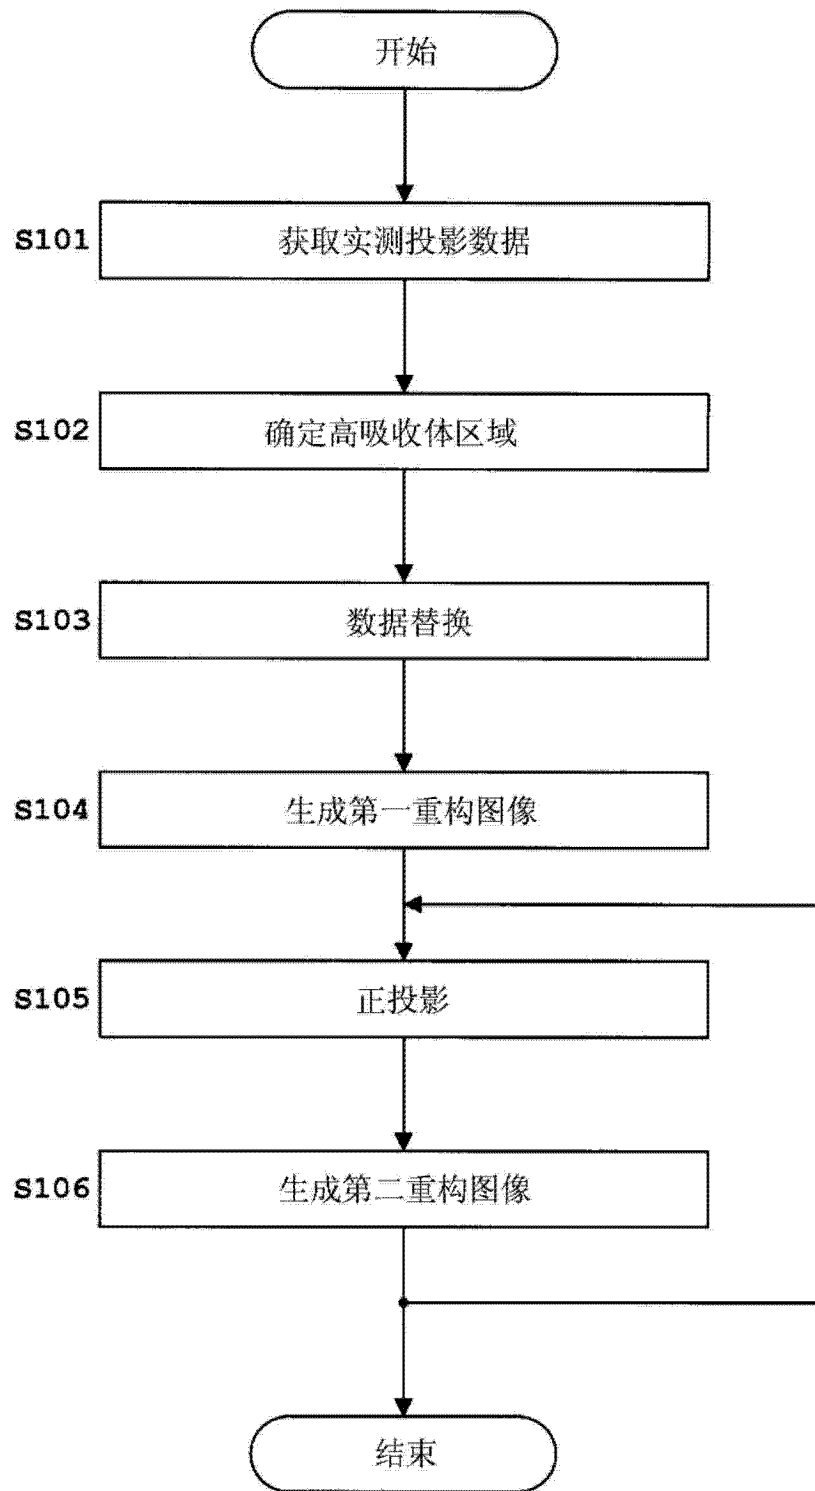 开始
S101 获取实测投影数据
S102 确定高吸收体区域
S103 数据替换
S104 生成第一重构图像
S105 正投影
S106 生成第二重构图像
结束